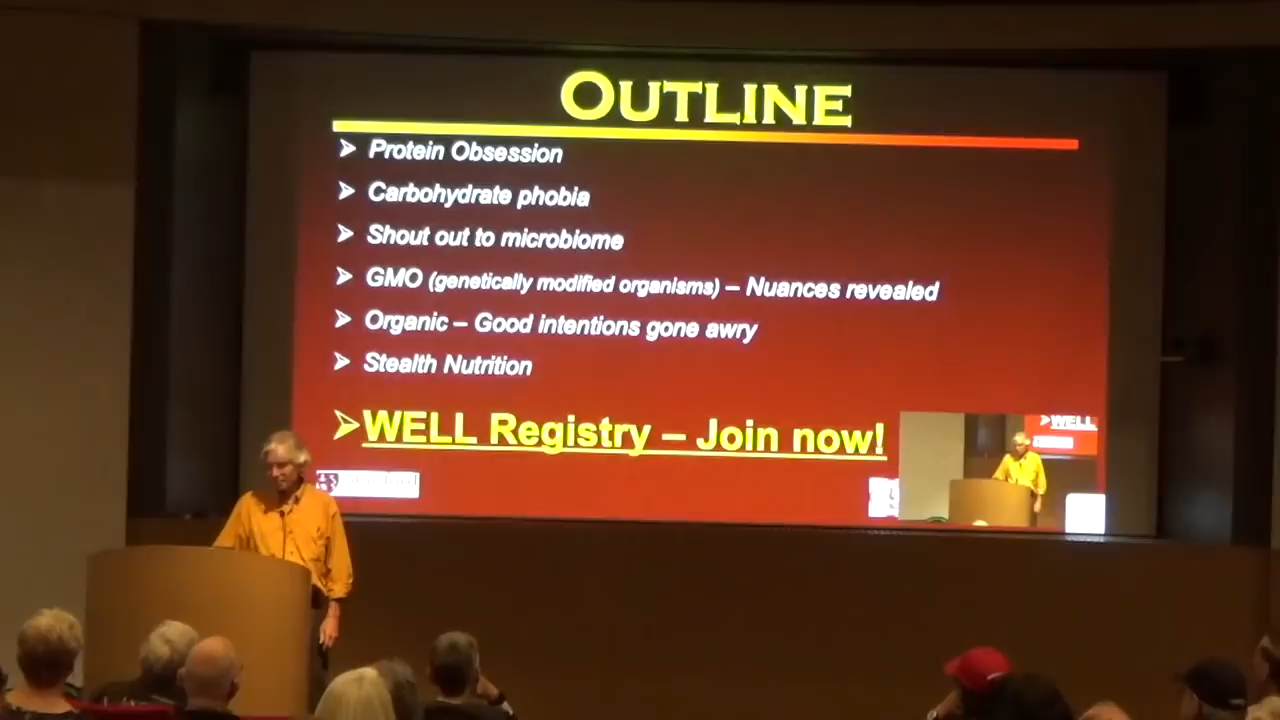 OUTLINE
Protein Obsession
Carbohydrate phobia
Shout out to microbiome
GMO (genetically modified organisms) – Nuances revealed
Organic – Good intentions gone awry
Stealth Nutrition
WELL Registry – Join now!
WELL